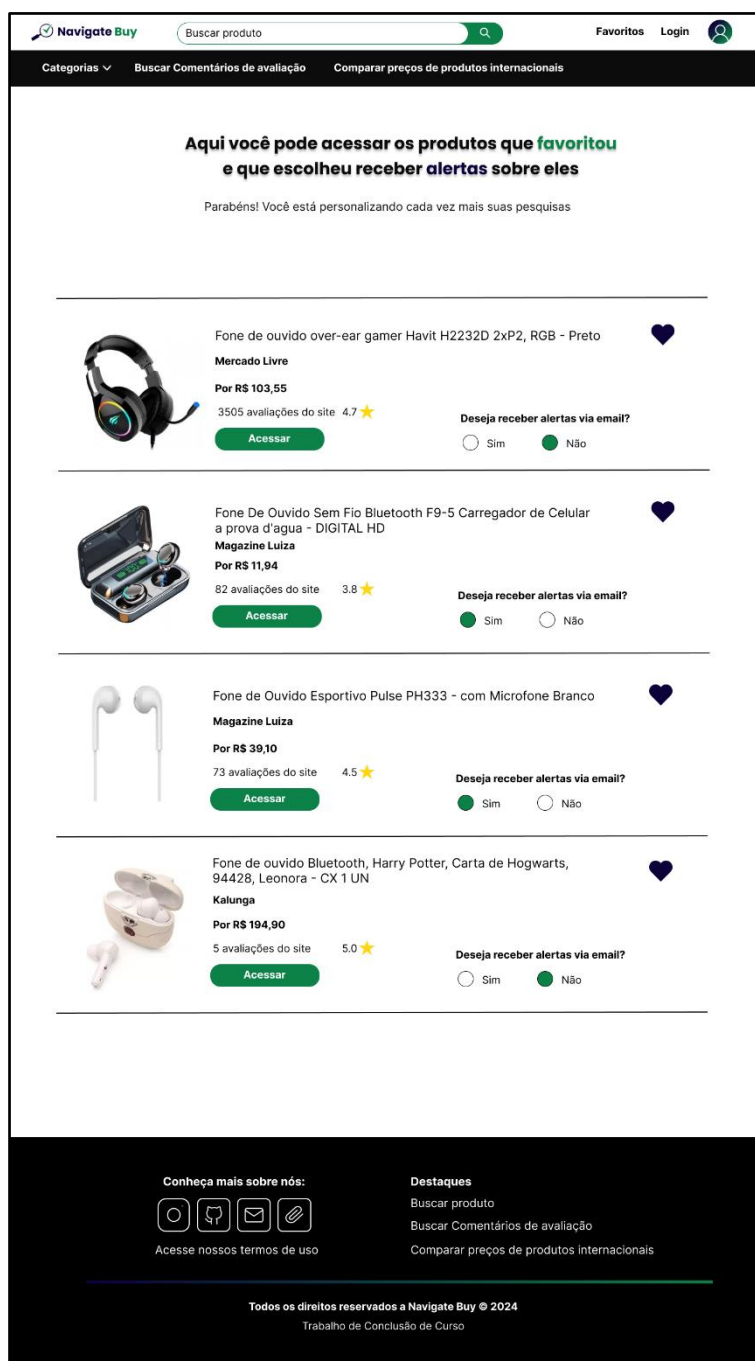 Navigate Buy
Buscar produto
Favoritos
Login
Categorias
Buscar Comentários de avaliação
Comparar preços de produtos internacionais
Aqui você pode acessar os produtos que favoritou
e que escolheu receber alertas sobre eles
Parabéns! Você está personalizando cada vez mais suas pesquisas
Fone de ouvido over-ear gamer Havit H2232D 2xP2, RGB - Preto
Mercado Livre
Por R$ 103,55
3505 avaliações do site 4.7
Acessar
Deseja receber alertas via email?
Sim Não
Fone De Ouvido Sem Fio Bluetooth F9-5 Carregador de Celular
a prova d'agua - DIGITAL HD
Magazine Luiza
Por R$ 11,94
82 avaliações do site 3.8
Acessar
Deseja receber alertas via email?
Sim Não
Fone de Ouvido Esportivo Pulse PH333 - com Microfone Branco
Magazine Luiza
Por R$ 39,10
73 avaliações do site 4.5
Acessar
Deseja receber alertas via email?
Sim Não
Fone de ouvido Bluetooth, Harry Potter, Carta de Hogwarts,
94428, Leonora - CX 1 UN
Kalunga
Por R$ 194,90
5 avaliações do site 5.0
Acessar
Deseja receber alertas via email?
Sim Não
Conheça mais sobre nós:
Acesse nossos termos de uso
Destaques
Buscar produto
Buscar Comentários de avaliação
Comparar preços de produtos internacionais
Todos os direitos reservados a Navigate Buy © 2024
Trabalho de Conclusão de Curso